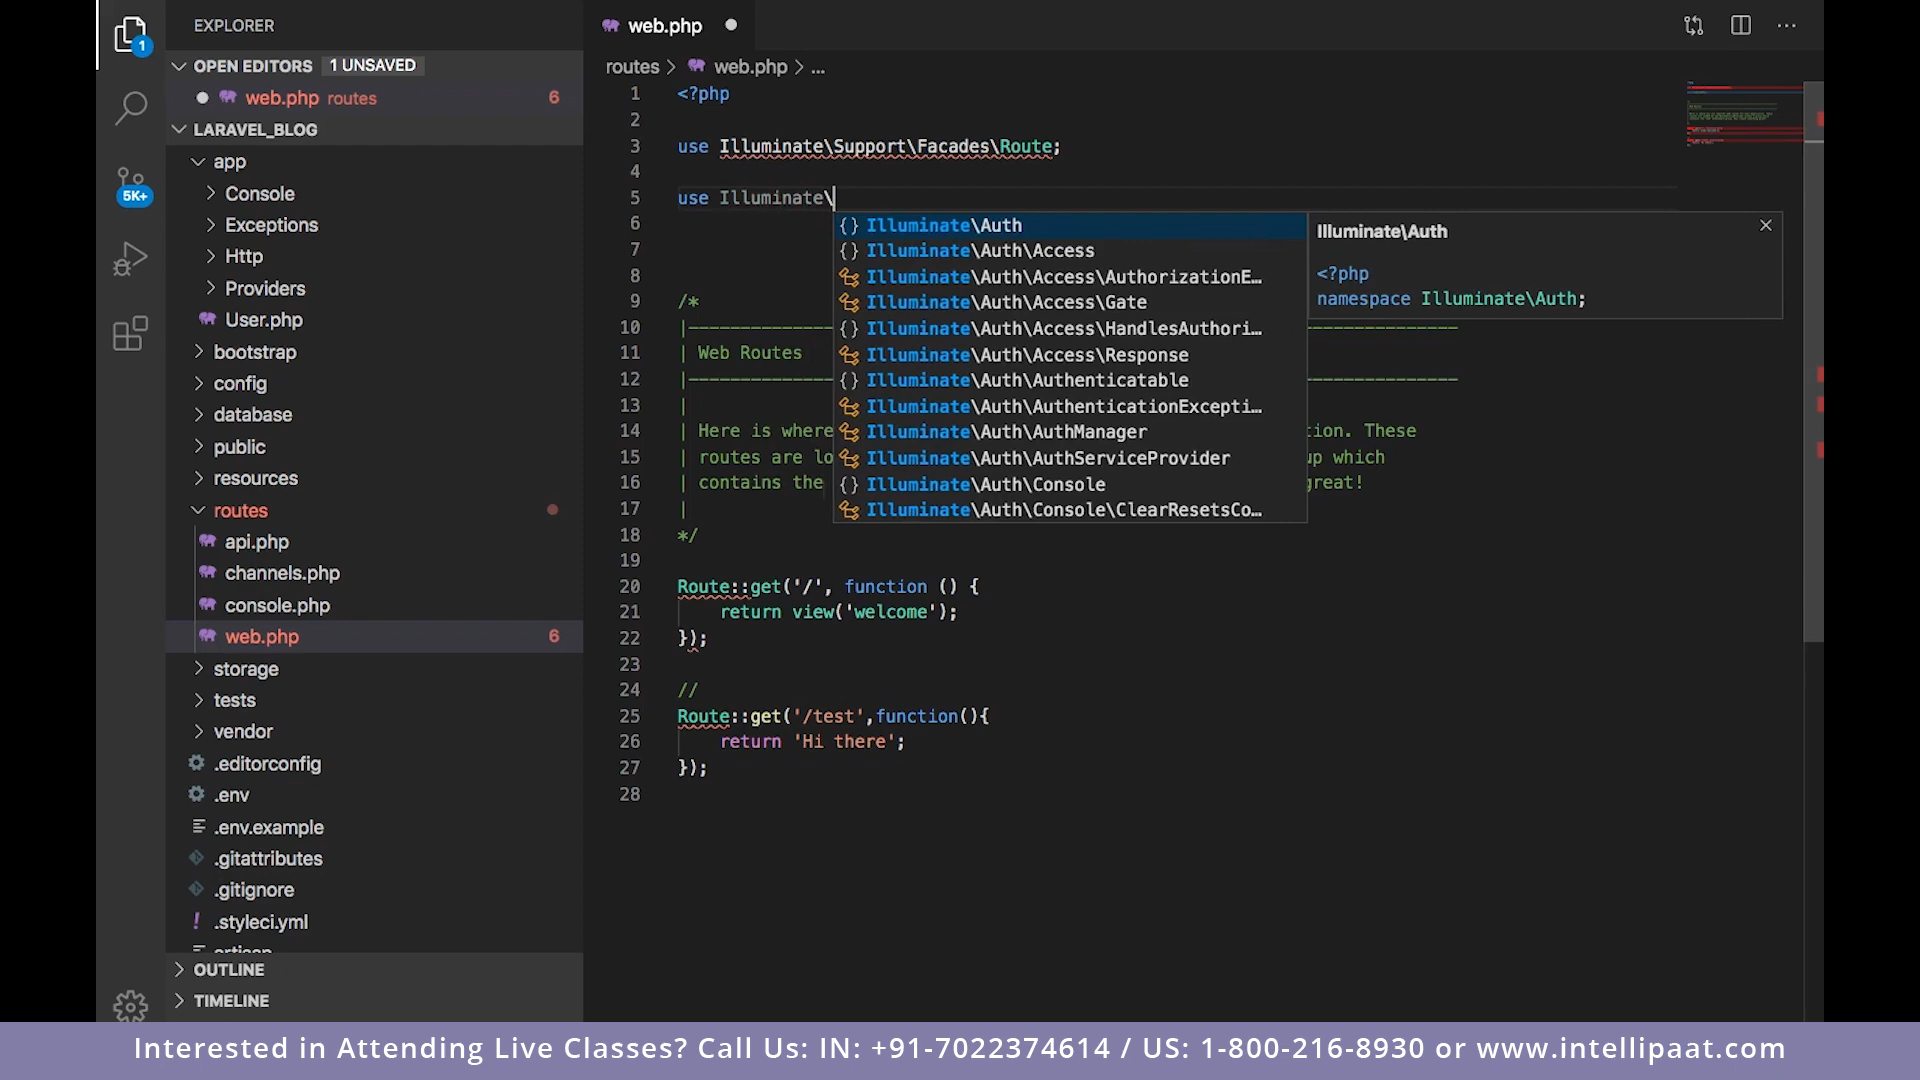 EXPLORER
1
OPEN EDITORS 1 UNSAVED
web.php routes 6
LARAVEL_BLOG
app
Console
5K+
Exceptions
Http
Providers
User.php
bootstrap
config
database
public
resources
routes
api.php
channels.php
console.php
web.php 6
storage
tests
vendor
.editorconfig
.env
.env.example
.gitattributes
.gitignore
.styleci.yml
artisan
OUTLINE
TIMELINE
web.php
routes > web.php > ...
1 <?php
2
3 use Illuminate\Support\Facades\Route;
4
5 use Illuminate\
6
7
8
9 /*
10 |
11 | Web Routes
12 |
13 |
14 | Here is where tion. These
15 | routes are lo up which
16 | contains the great!
17 |
18 */
19
20 Route::get('/', function () {
21 return view('welcome');
22 });
23
24 //
25 Route::get('/test',function(){
26 return 'Hi there';
27 });
28
{} Illuminate\Auth
{} Illuminate\Auth\Access
Illuminate\Auth\Access\AuthorizationE...
Illuminate\Auth\Access\Gate
{} Illuminate\Auth\Access\HandlesAuthori...
Illuminate\Auth\Access\Response
{} Illuminate\Auth\Authenticatable
Illuminate\Auth\AuthenticationExcepti...
Illuminate\Auth\AuthManager
Illuminate\Auth\AuthServiceProvider
{} Illuminate\Auth\Console
Illuminate\Auth\Console\ClearResetsCo...
Illuminate\Auth
<?php
namespace Illuminate\Auth;
Interested in Attending Live Classes? Call Us: IN: +91-7022374614 / US: 1-800-216-8930 or www.intellipaat.com